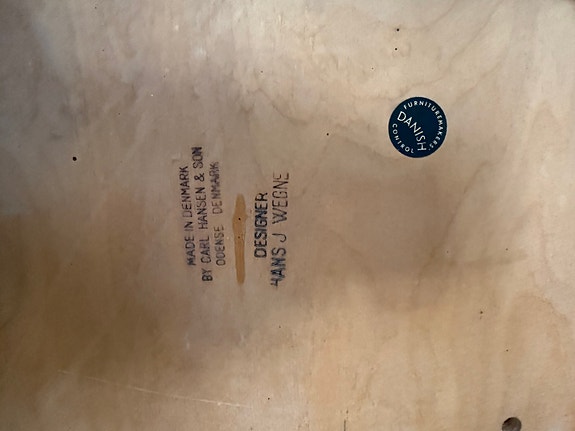 MADE IN DENMARK
BY CARL HANSEN & SON
ODENSE DENMARK
DESIGNER
HANS J WEGNE
FURNITUREMAKERS'
DANISH
CONTROL